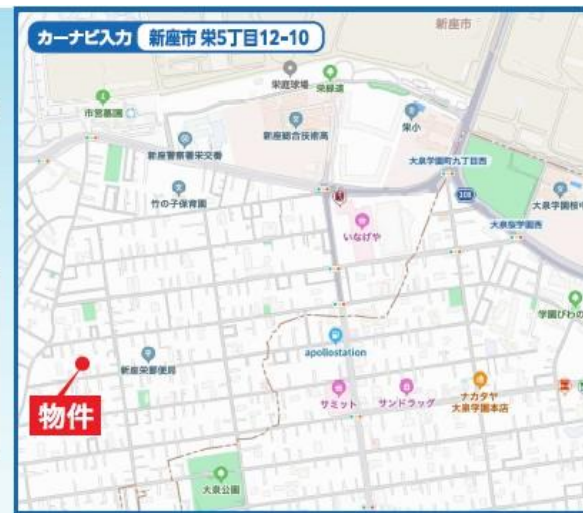 カーナビ入力 新座市 栄5丁目12-10
新座市
栄庭球場
栄緑道
市営墓園
新座総合技術高
栄小
新座警察署栄交番
大泉学園町九丁目西
竹の子保育園
108
大泉学園桜中
大泉桜学園西
いなげや
学園びわの
apollostation
新座栄郵便局
サミット
サンドラッグ
ナカタヤ
大泉学園本店
物件
大泉公園